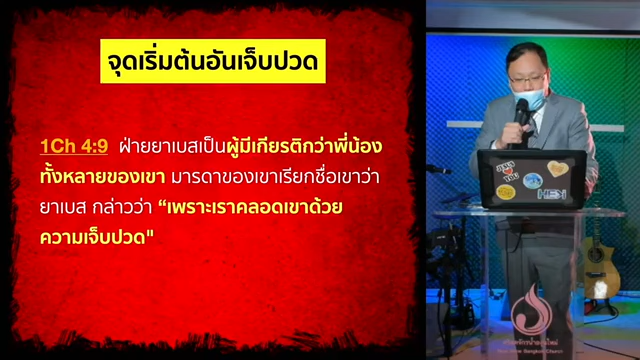 จุดเริ่มต้นอันเจ็บปวด
1Ch 4:9 ฝ่ายยาเบสเป็นผู้มีเกียรติกว่าพี่น้อง
ทั้งหลายของเขา มารดาของเขาเรียกชื่อเขาว่า
ยาเบส กล่าวว่า “เพราะเราคลอดเขาด้วย
ความเจ็บปวด"
Bangkok Church